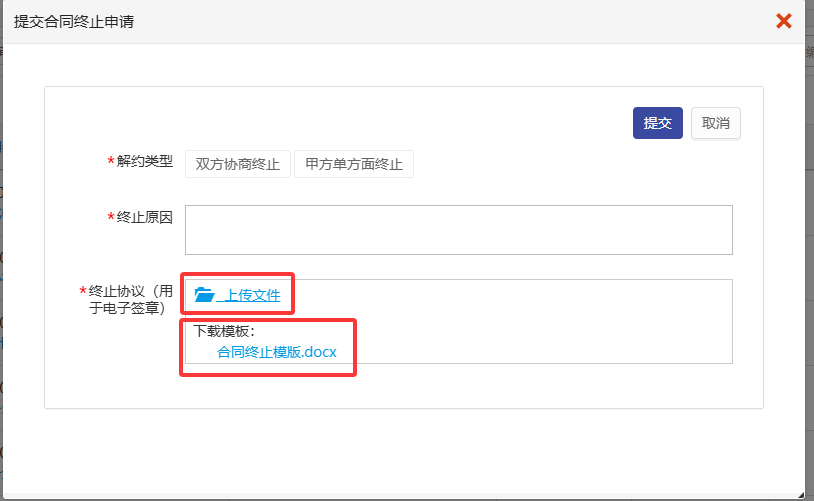 提交合同终止申请
提交 取消
*解约类型 双方协商终止 甲方单方面终止
*终止原因
*终止协议（用
于电子签章）
上传文件
下载模板：
合同终止模版.docx